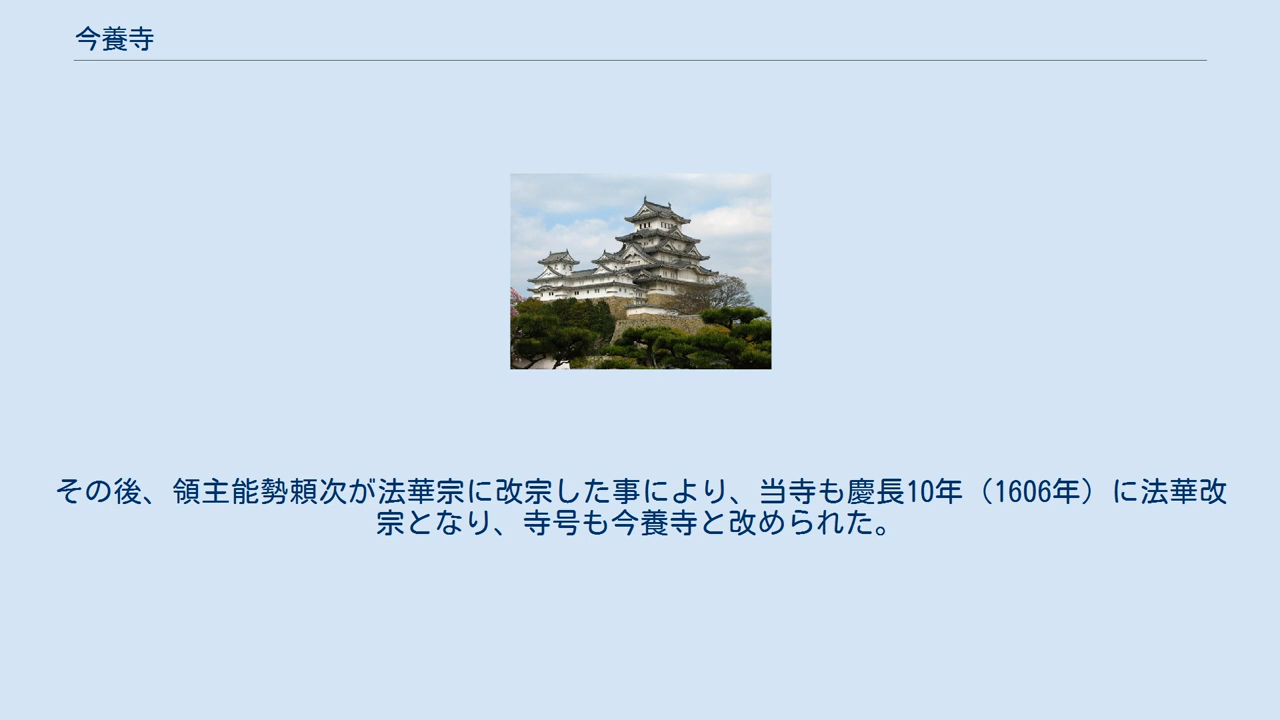 今養寺
その後、領主能勢頼次が法華宗に改宗した事により、当寺も慶長10年（1606年）に法華改
宗となり、寺号も今養寺と改められた。